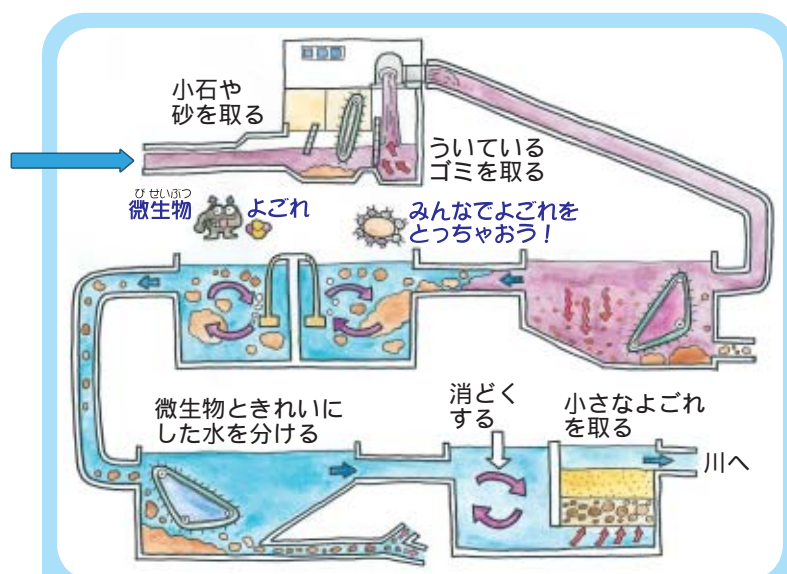 小石や
砂を取る
ういている
ゴミを取る
びせいぶつ
微生物
よごれ
みんなでよごれを
とっちゃおう！
微生物ときれいに
した水を分ける
消どく
する
小さなよごれ
を取る
川へ